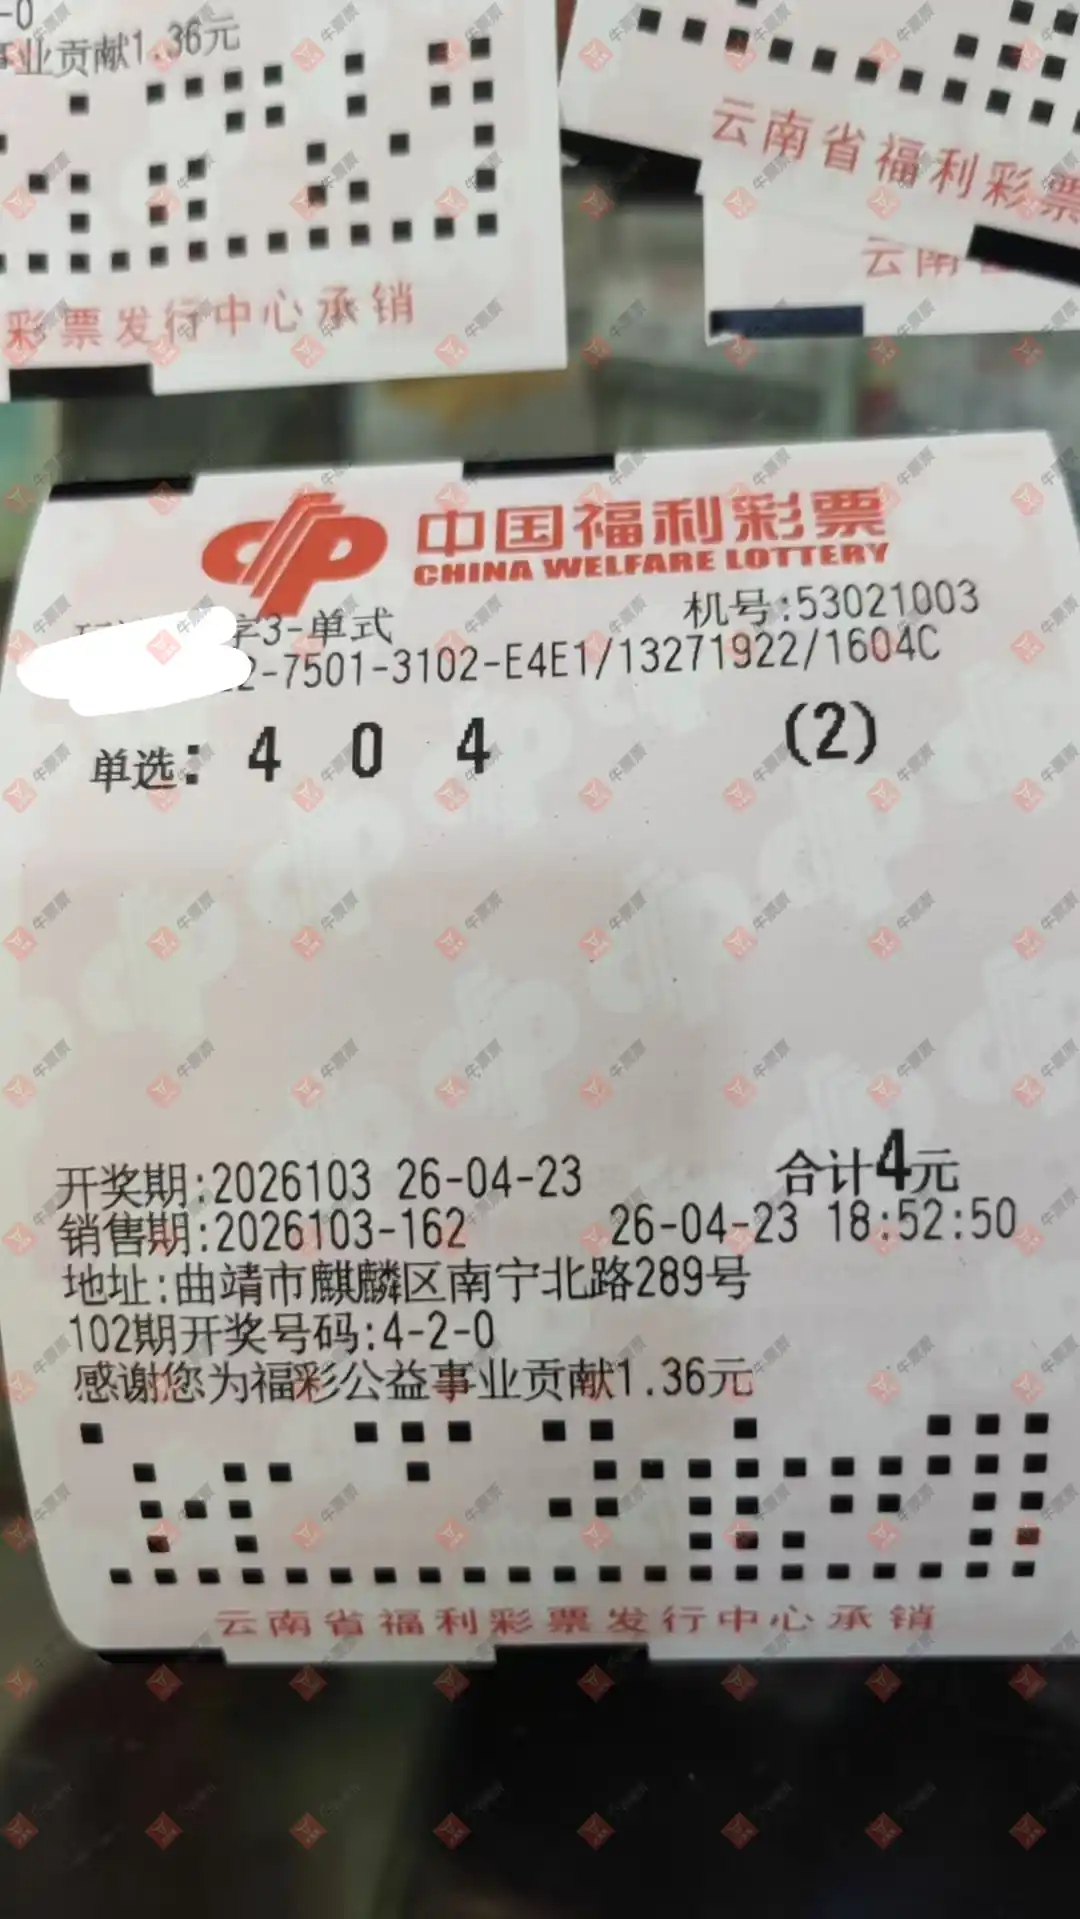 -0
事业贡献1.36元
彩票发行中心承销
云南省福利彩票
云南省
中国福利彩票
CHINA WELFARE LOTTERY
字3-单式
机号:53021003
2-7501-3102-E4E1/13271922/1604C
单选: 4 0 4 (2)
开奖期:2026103 26-04-23 合计4元
销售期:2026103-162 26-04-23 18:52:50
地址:曲靖市麒麟区南宁北路289号
102期开奖号码:4-2-0
感谢您为福彩公益事业贡献1.36元
云南省福利彩票发行中心承销
牛票票